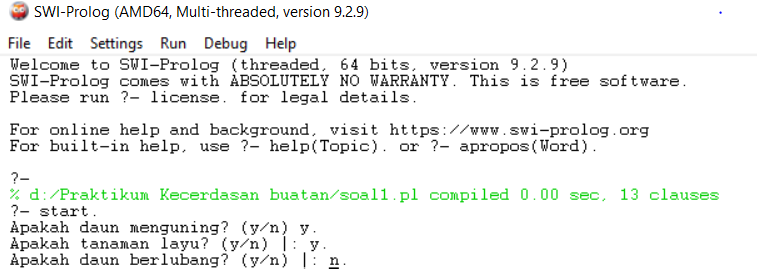 SWI-Prolog (AMD64, Multi-threaded, version 9.2.9)
File Edit Settings Run Debug Help
Welcome to SWI-Prolog (threaded, 64 bits, version 9.2.9)
SWI-Prolog comes with ABSOLUTELY NO WARRANTY. This is free software.
Please run ?- license. for legal details.
For online help and background, visit https://www.swi-prolog.org
For built-in help, use ?- help(Topic). or ?- apropos(Word).
?-
% d:/Praktikum Kecerdasan buatan/soal1.pl compiled 0.00 sec, 13 clauses
?- start.
Apakah daun menguning? (y/n) y.
Apakah tanaman layu? (y/n) |: y.
Apakah daun berlubang? (y/n) |: n.